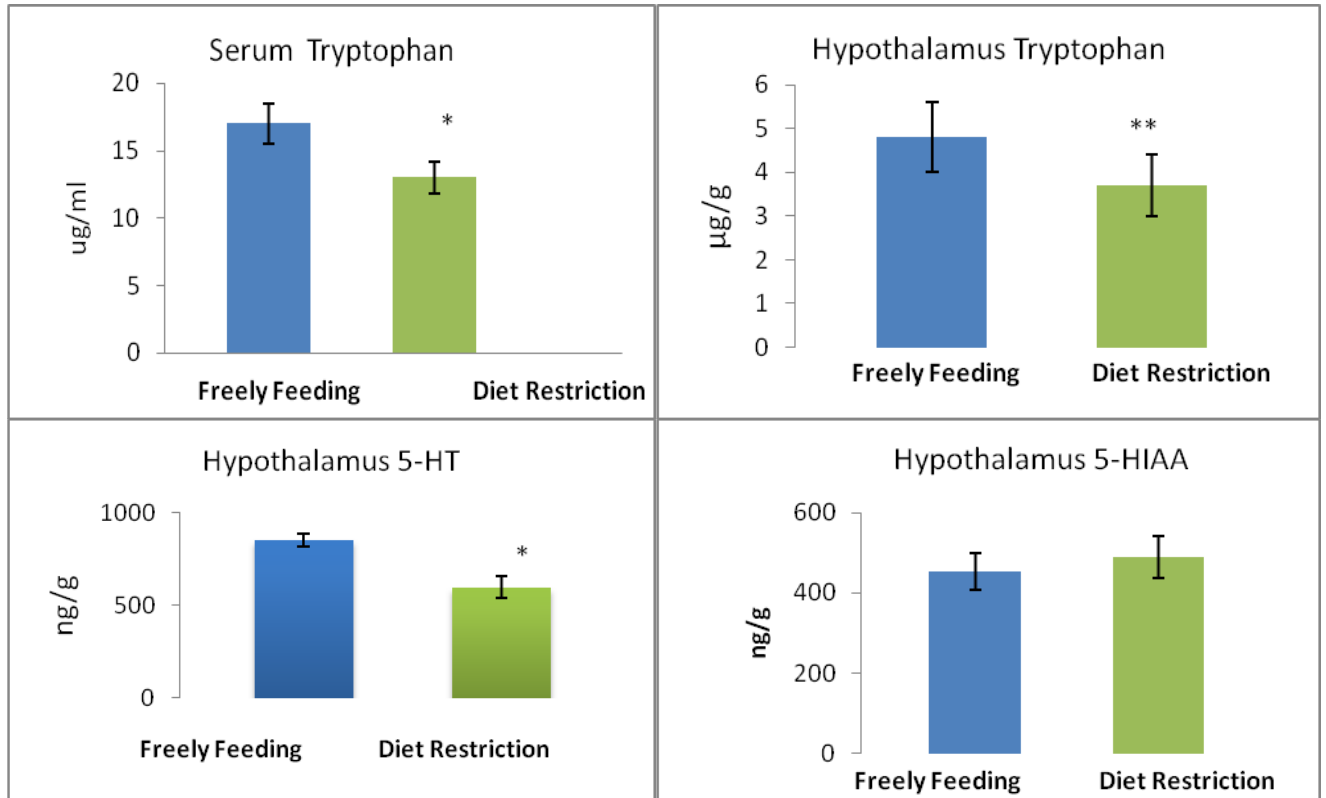 Serum  Tryptophan
20
15
10
5
0
ug/ml
*
Freely Feeding
Diet Restriction
Hypothalamus Tryptophan
6
5
4
3
2
1
0
µg/g
**
Freely Feeding
Diet Restriction
Hypothalamus 5-HT
1000
500
0
ng/g
*
Freely Feeding
Diet Restriction
Hypothalamus 5-HIAA
600
400
200
0
ng/g
Freely Feeding
Diet Restriction